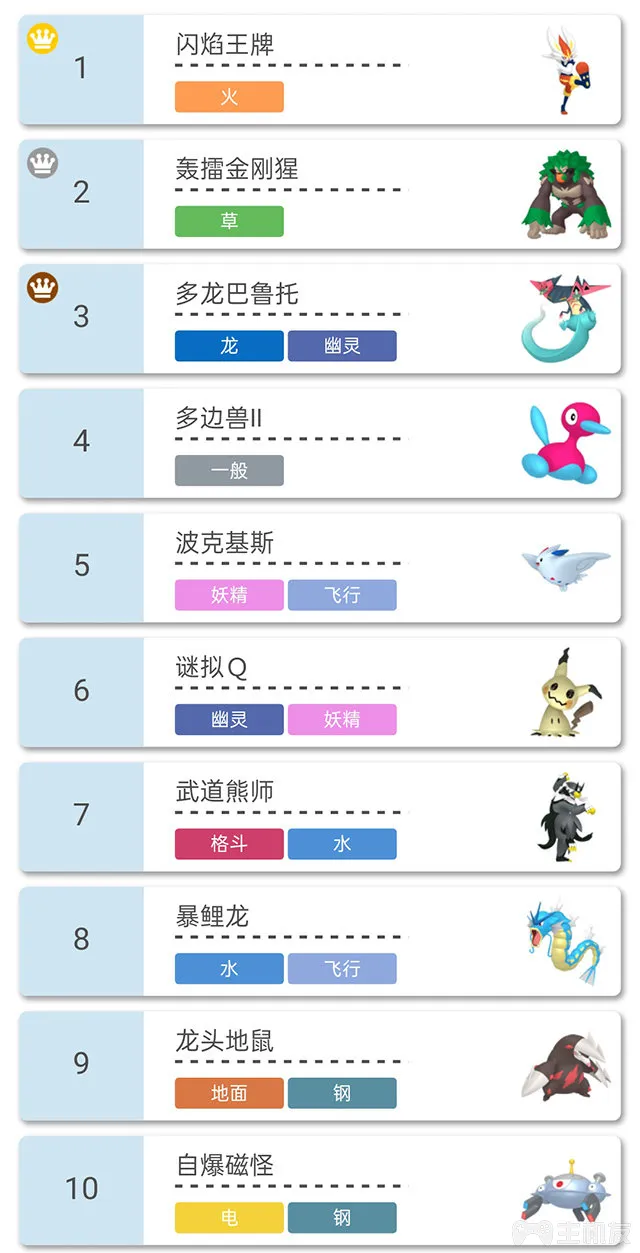 1
闪焰王牌
火
2
轰擂金刚猩
草
3
多龙巴鲁托
龙 幽灵
4
多边兽II
一般
5
波克基斯
妖精 飞行
6
谜拟Q
幽灵 妖精
7
武道熊师
格斗 水
8
暴鲤龙
水 飞行
9
龙头地鼠
地面 钢
10
自爆磁怪
电 钢
主机友